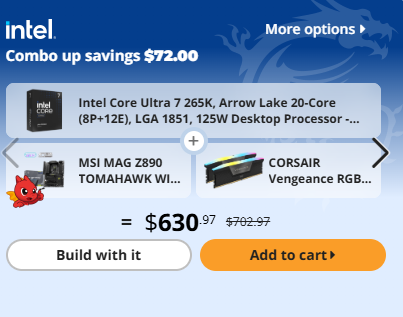 intel.
More options
Combo up savings $72.00
Intel Core Ultra 7 265K, Arrow Lake 20-Core
(8P+12E), LGA 1851, 125W Desktop Processor -...
+
MSI MAG Z890
TOMAHAWK WI...
CORSAIR
Vengeance RGB...
= $630.97 $702.97
Build with it
Add to cart